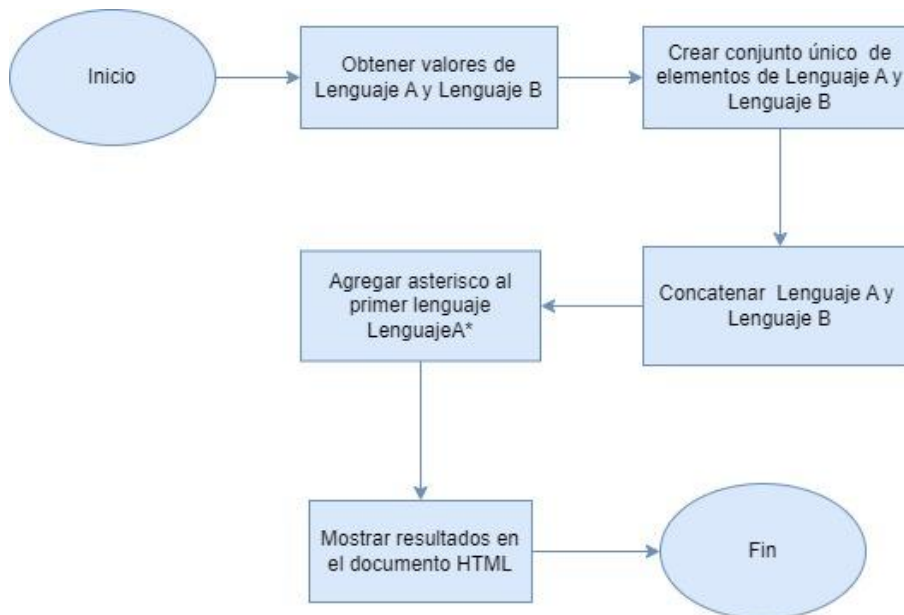 Inicio
Obtener valores de
Lenguaje A y Lenguaje B
Crear conjunto único de
elementos de Lenguaje A y
Lenguaje B
Concatenar Lenguaje A y
Lenguaje B
Agregar asterisco al
primer lenguaje
LenguajeA*
Mostrar resultados en
el documento HTML
Fin